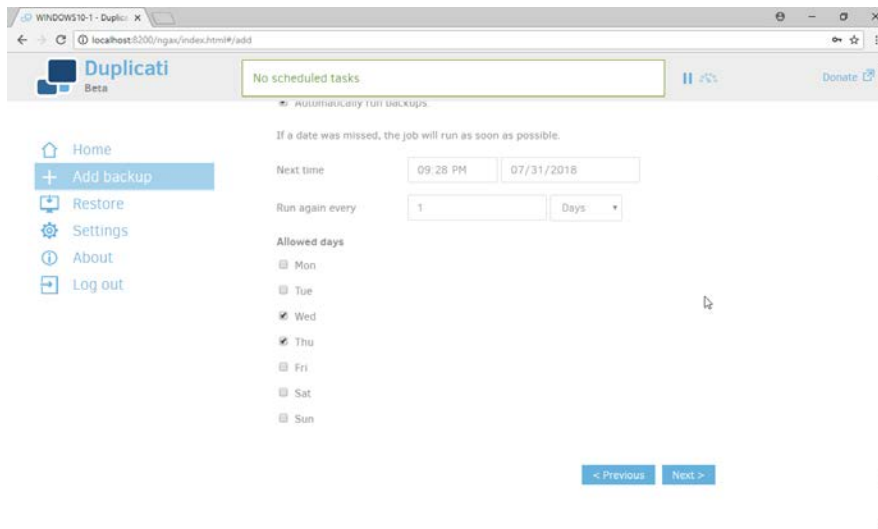 WINDOWS10-1 - Duplic
localhost:8200/ngax/index.html#/add
Duplicati
Beta
No scheduled tasks
Donate
Automatically run backups.
If a date was missed, the job will run as soon as possible.
Home
Add backup
Restore
Settings
About
Log out
Next time
09:28 PM
07/31/2018
Run again every
1
Days
Allowed days
Mon
Tue
Wed
Thu
Fri
Sat
Sun
< Previous
Next >